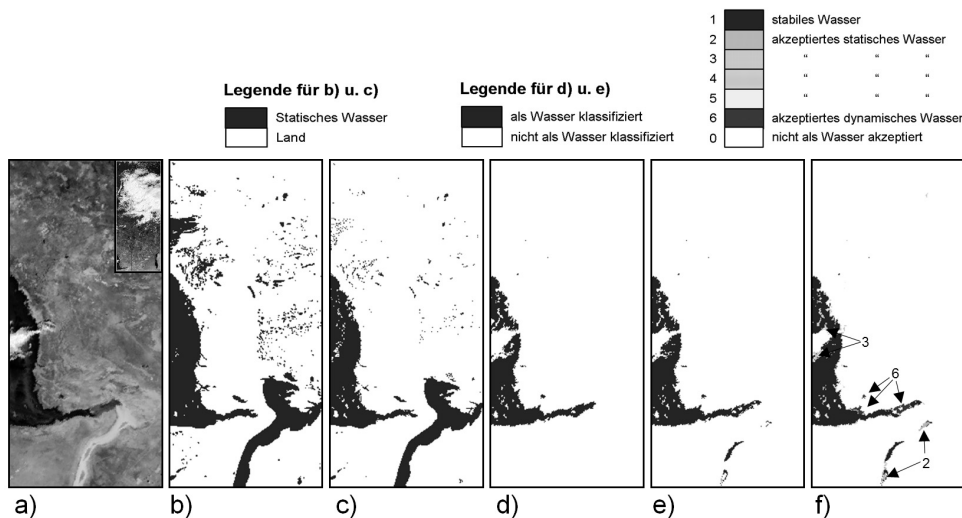 1 stabiles Wasser
2 akzeptiertes statisches Wasser
3 “ “ “
4 “ “ “
5 “ “ “
6 akzeptiertes dynamisches Wasser
0 nicht als Wasser akzeptiert
Legende für b) u. c)
Statisches Wasser
Land
Legende für d) u. e)
als Wasser klassifiziert
nicht als Wasser klassifiziert
3
6
2
a) b) c) d) e) f)